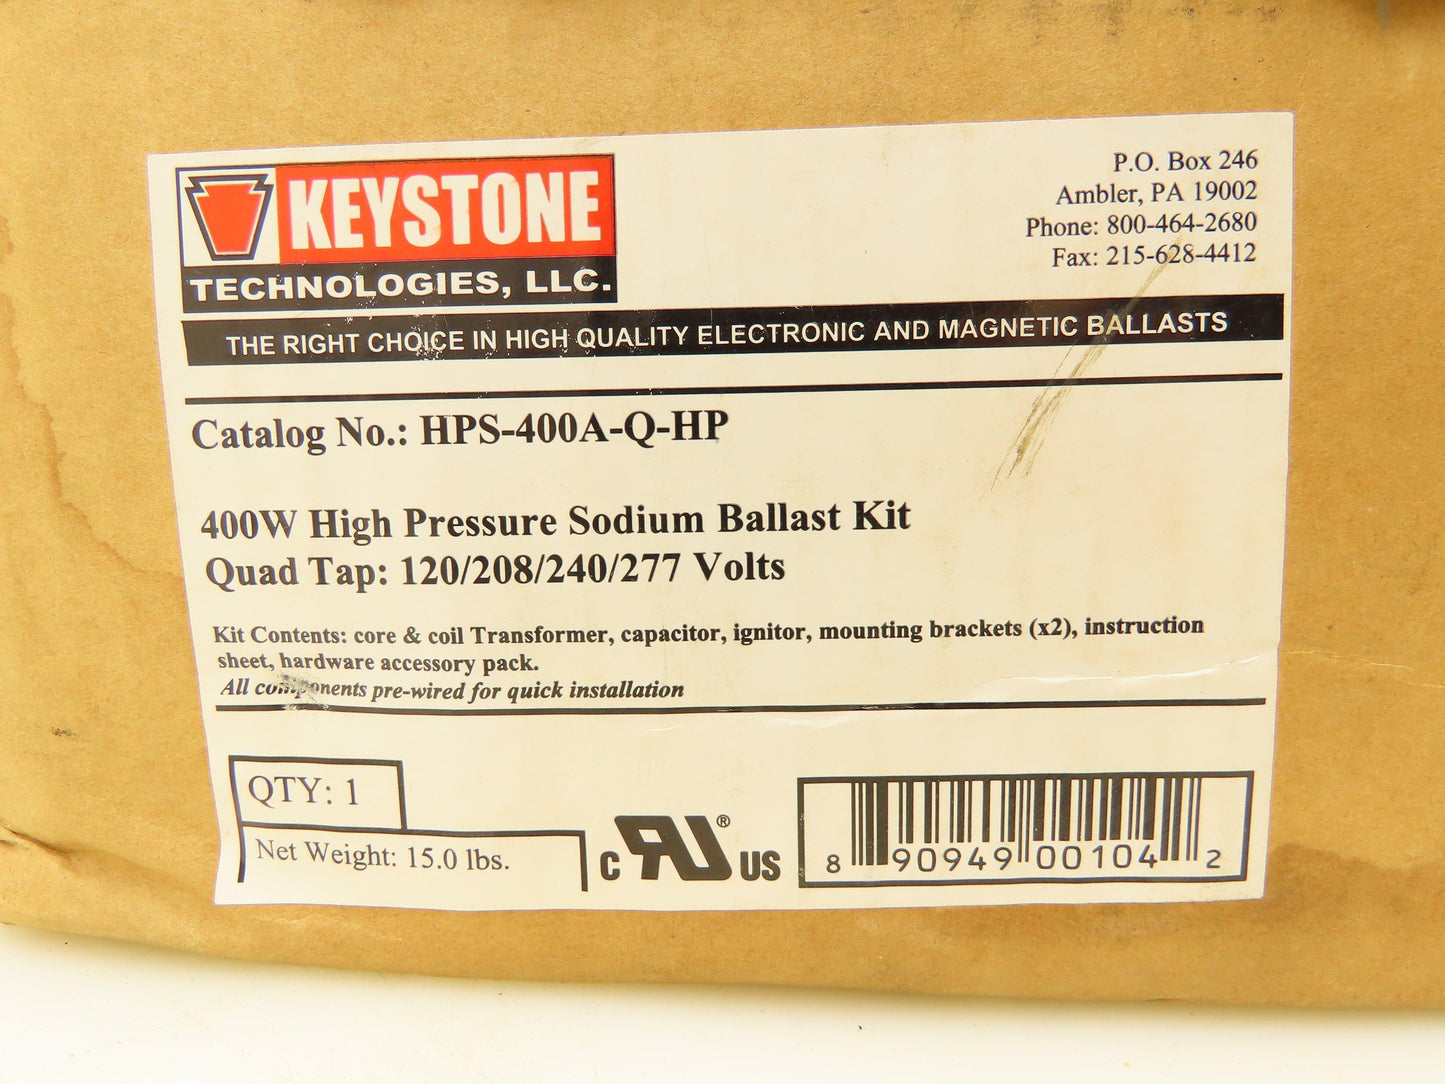 KEYSTONE
TECHNOLOGIES, LLC.
P.O. Box 246
Ambler, PA 19002
Phone: 800-464-2680
Fax: 215-628-4412
THE RIGHT CHOICE IN HIGH QUALITY ELECTRONIC AND MAGNETIC BALLASTS
Catalog No.: HPS-400A-Q-HP
400W High Pressure Sodium Ballast Kit
Quad Tap: 120/208/240/277 Volts
Kit Contents: core & coil Transformer, capacitor, ignitor, mounting brackets (x2), instruction
sheet, hardware accessory pack.
All components pre-wired for quick installation
QTY: 1
Net Weight: 15.0 lbs.
C RU® US
8 90949 00104 2